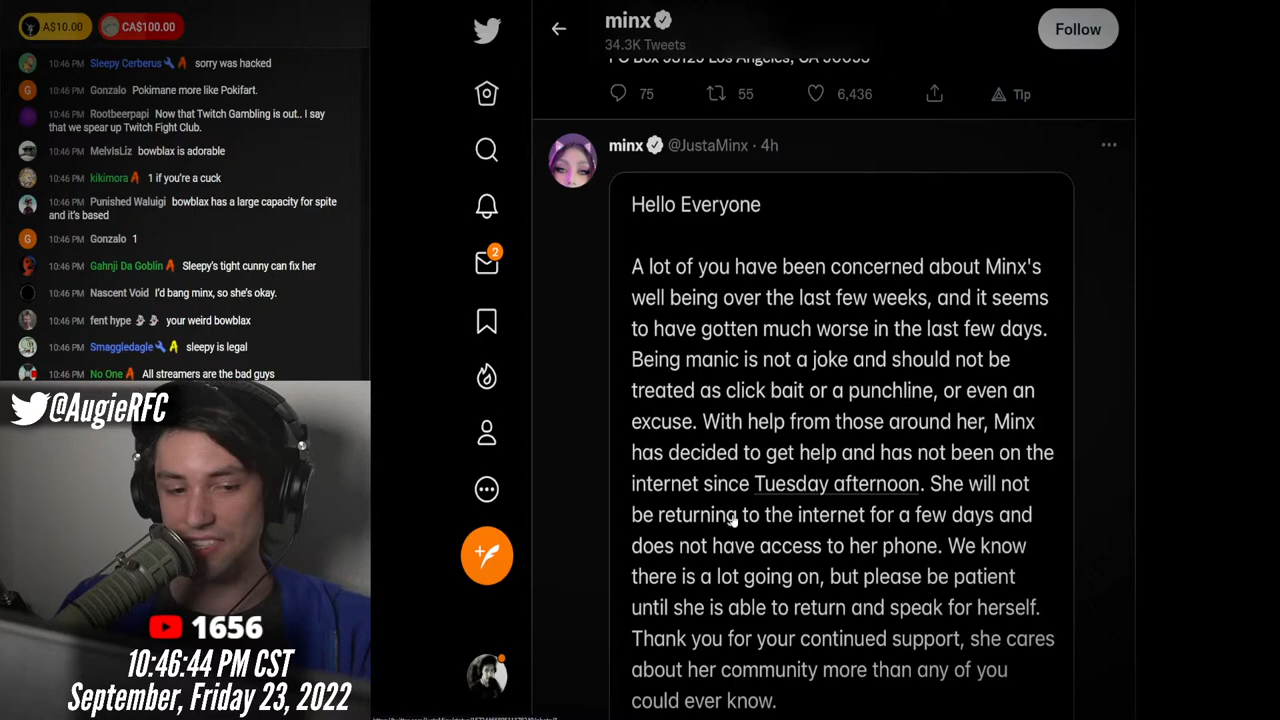 A$10.00
CA$100.00
10:46 PM Sleepy Cerberus sorry was hacked
10:46 PM Gonzalo Pokimane more like Pokifart.
10:46 PM Rootbeerpapi Now that Twitch Gambling is out.. I say
that we spear up Twitch Fight Club.
10:46 PM MelvIsLiz bowblax is adorable
10:46 PM kikimora 1 if you're a cuck
10:46 PM Punished Waluigi bowblax has a large capacity for spite
and it's based
10:46 PM Gonzalo 1
10:46 PM Gahnji Da Goblin Sleepy's tight cunny can fix her
10:46 PM Nascent Void I'd bang minx, so she's okay.
10:46 PM fent hype your weird bowblax
10:46 PM Smaggledagle sleepy is legal
10:46 PM No One All streamers are the bad guys
@AugieRFC
1656
10:46:44 PM CST
September, Friday 23, 2022
2
minx
34.3K Tweets
Follow
PO Box 93123 Los Angeles, CA 90093
75
55
6,436
Tip
minx @JustaMinx · 4h
Hello Everyone
A lot of you have been concerned about Minx's
well being over the last few weeks, and it seems
to have gotten much worse in the last few days.
Being manic is not a joke and should not be
treated as click bait or a punchline, or even an
excuse. With help from those around her, Minx
has decided to get help and has not been on the
internet since Tuesday afternoon. She will not
be returning to the internet for a few days and
does not have access to her phone. We know
there is a lot going on, but please be patient
until she is able to return and speak for herself.
Thank you for your continued support, she cares
about her community more than any of you
could ever know.